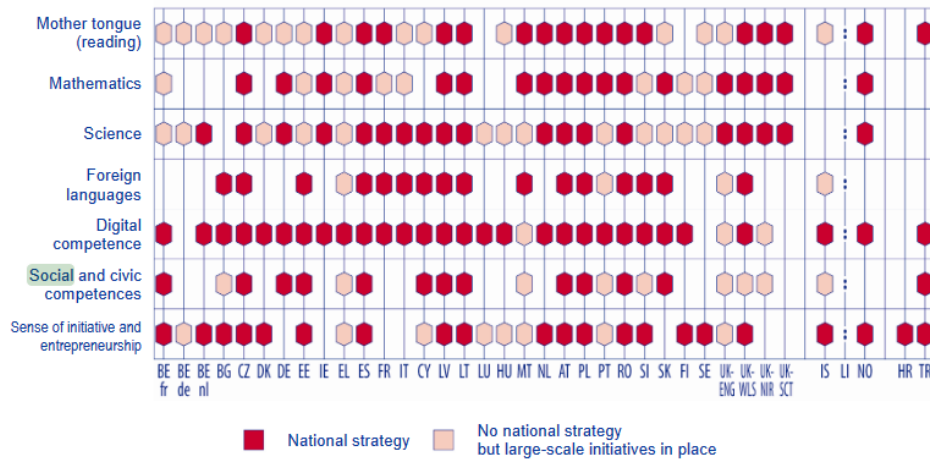 Mother tongue
(reading)
Mathematics
Science
Foreign
languages
Digital
competence
Social and civic
competences
Sense of initiative and
entrepreneurship
BE fr BE de BE nl BG CZ DK DE EE IE EL ES FR IT CY LV LT LU HU MT NL AT PL PT RO SI SK FI SE UK-ENG UK-WLS UK-NIR UK-SCT IS LI NO HR TR
National strategy
No national strategy
but large-scale initiatives in place